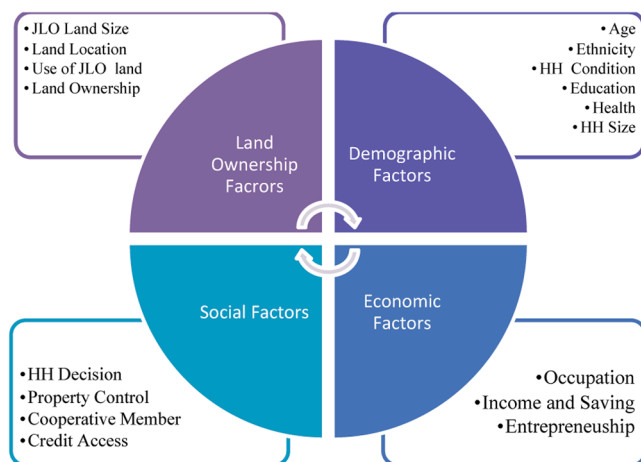 •JLO Land Size
•Land Location
•Use of JLO land
•Land Ownership
•Age
•Ethnicity
•HH Condition
•Education
•Health
•HH Size
Land
Ownership
Facrors
Demographic
Factors
Social Factors
Economic
Factors
•HH Decision
•Property Control
•Cooperative Member
•Credit Access
•Occupation
•Income and Saving
•Entrepreneuship